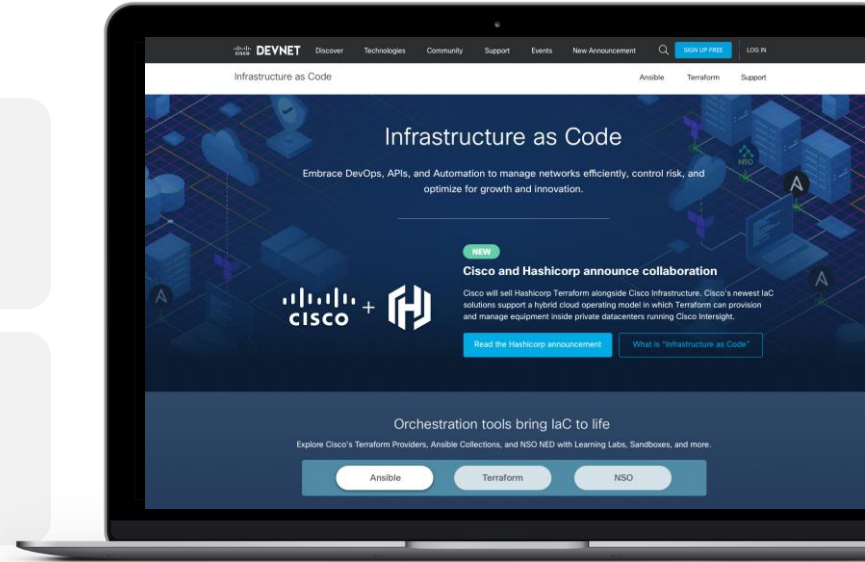 cisco DEVNET Discover Technologies Community Support Events New Announcement SIGN UP FREE LOG IN
Infrastructure as Code Ansible Terraform Support
Infrastructure as Code
Embrace DevOps, APIs, and Automation to manage networks efficiently, control risk, and
optimize for growth and innovation.
NSO
A
A
A
NEW
Cisco and Hashicorp announce collaboration
CISCO +
Cisco will sell Hashicorp Terraform alongside Cisco Infrastructure. Cisco's newest IaC
solutions support a hybrid cloud operating model in which Terraform can provision
and manage equipment inside private datacenters running Cisco Intersight.
Read the Hashicorp announcement What is "Infrastructure as Code"
Orchestration tools bring IaC to life
Explore Cisco's Terraform Providers, Ansible Collections, and NSO NED with Learning Labs, Sandboxes, and more.
Ansible Terraform NSO